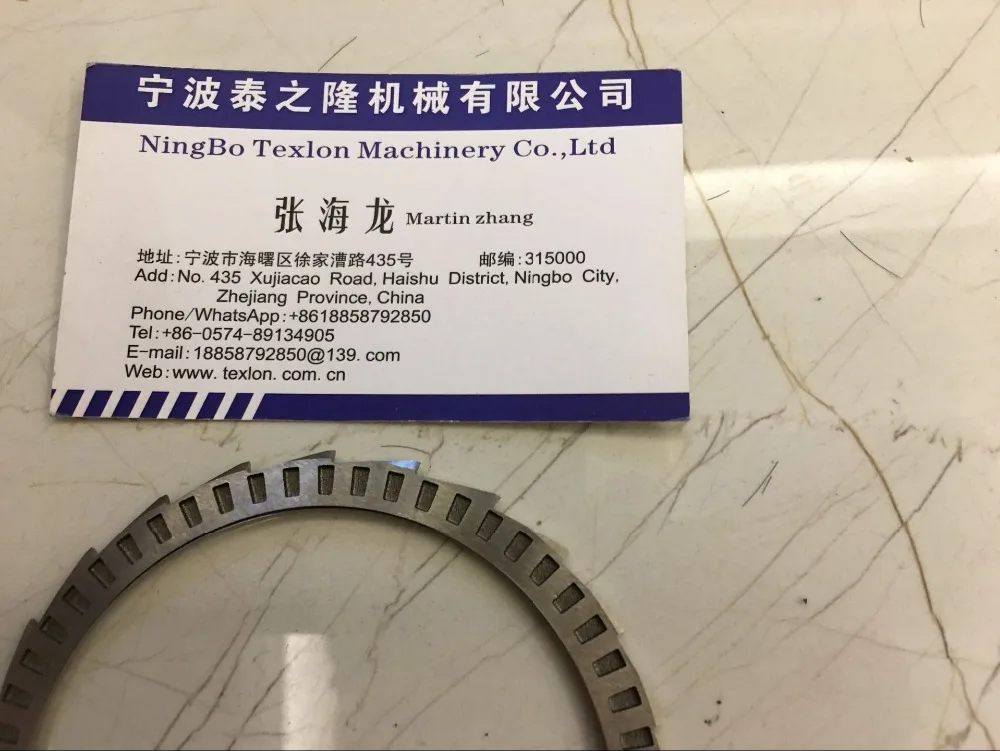 宁波泰之隆机械有限公司
NingBo Texlon Machinery Co.,Ltd
张海龙 Martin zhang
地址:宁波市海曙区徐家漕路435号 邮编:315000
Add:No. 435 Xujiacao Road, Haishu District, Ningbo City,
Zhejiang Province, China
Phone/WhatsApp:+8618858792850
Tel:+86-0574-89134905
E-mail:18858792850@139. com
Web:www. texlon. com. cn